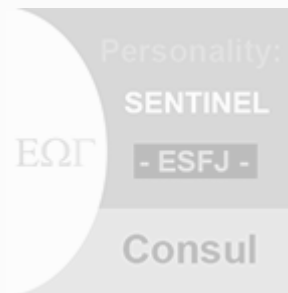 Personality:
SENTINEL
ΕΩΓ
- ESFJ -
Consul